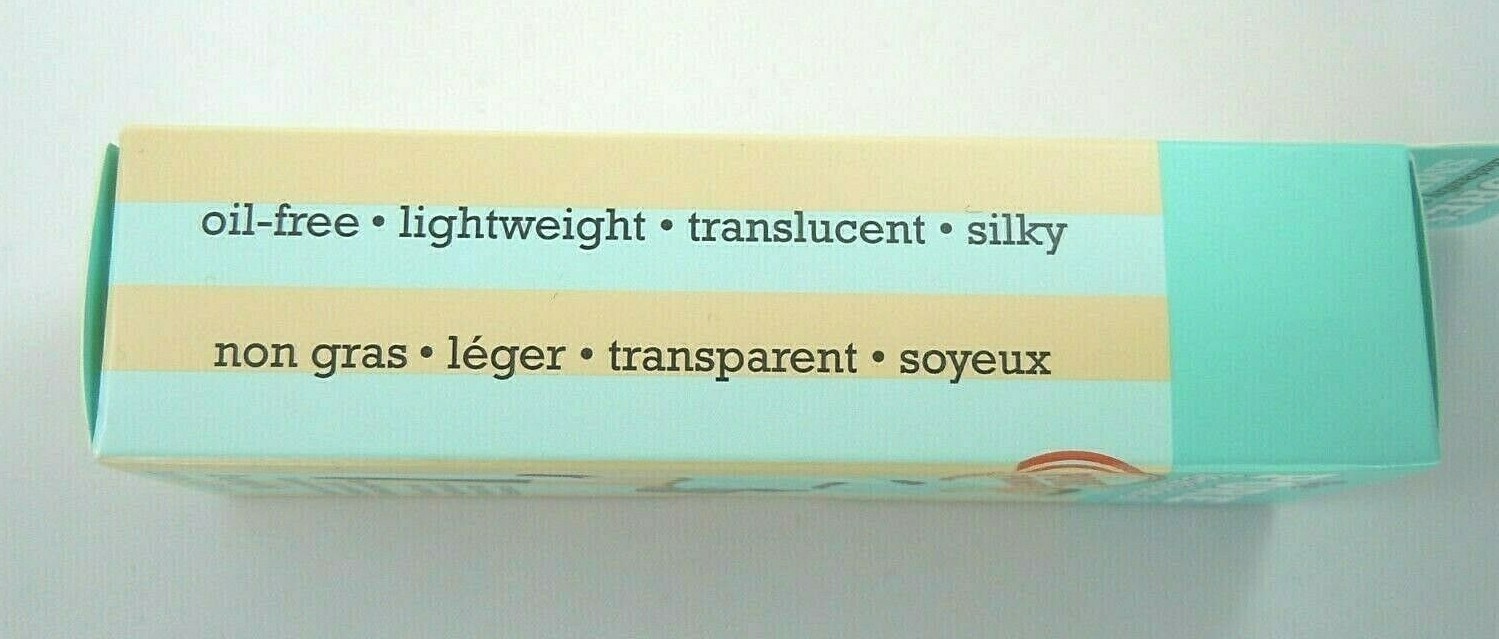 oil-free • lightweight • translucent • silky
non gras • léger • transparent • soyeux